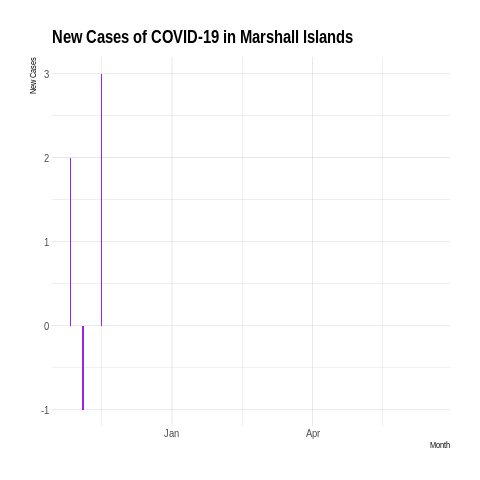 New Cases of COVID-19 in Marshall Islands
New Cases
3
2
1
0
-1
Jan
Apr
Month